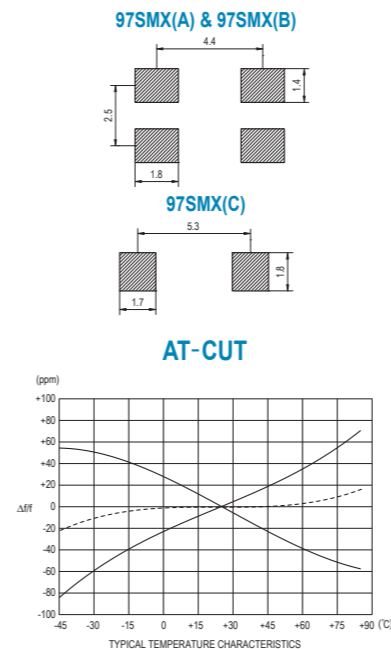 97SMX(A) & 97SMX(B)
4.4
1.4
2.5
1.8
97SMX(C)
5.3
1.8
1.7
AT-CUT
(ppm)
+100
+80
+60
+40
+20
Δf/f
0
-20
-40
-60
-80
-100
-45 -30 -15 0 +15 +30 +45 +60 +75 +90 (℃)
TYPICAL TEMPERATURE CHARACTERISTICS